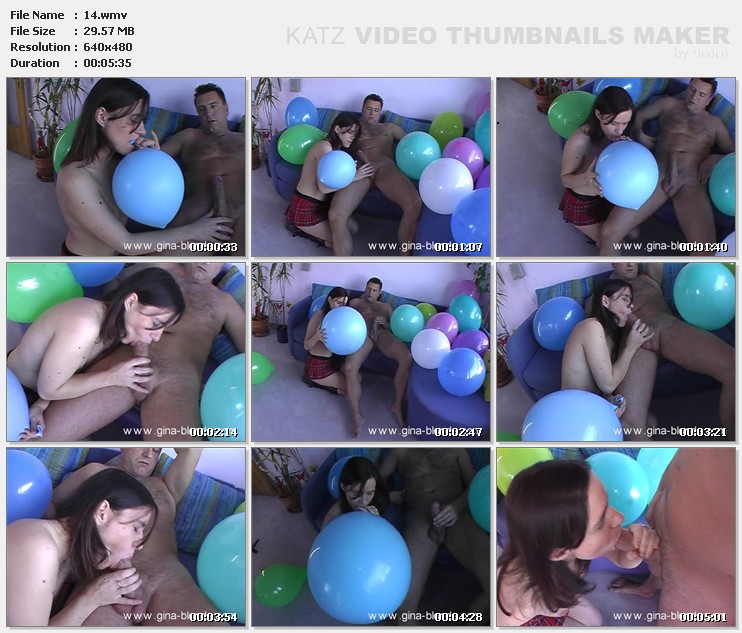 File Name : 14.wmv
File Size : 29.57 MB
Resolution : 640x480
Duration : 00:05:35
KATZ VIDEO THUMBNAILS MAKER
by Scorp
www.gina-bl
00:00:33
www.gina-bl
00:01:07
www.gina-bl
00:01:40
www.gina-bl
00:02:14
www.gina-bl
00:02:47
www.gina-bl
00:03:21
www.gina-bl
00:03:54
www.gina-bl
00:04:28
www.gina-bl
00:05:01